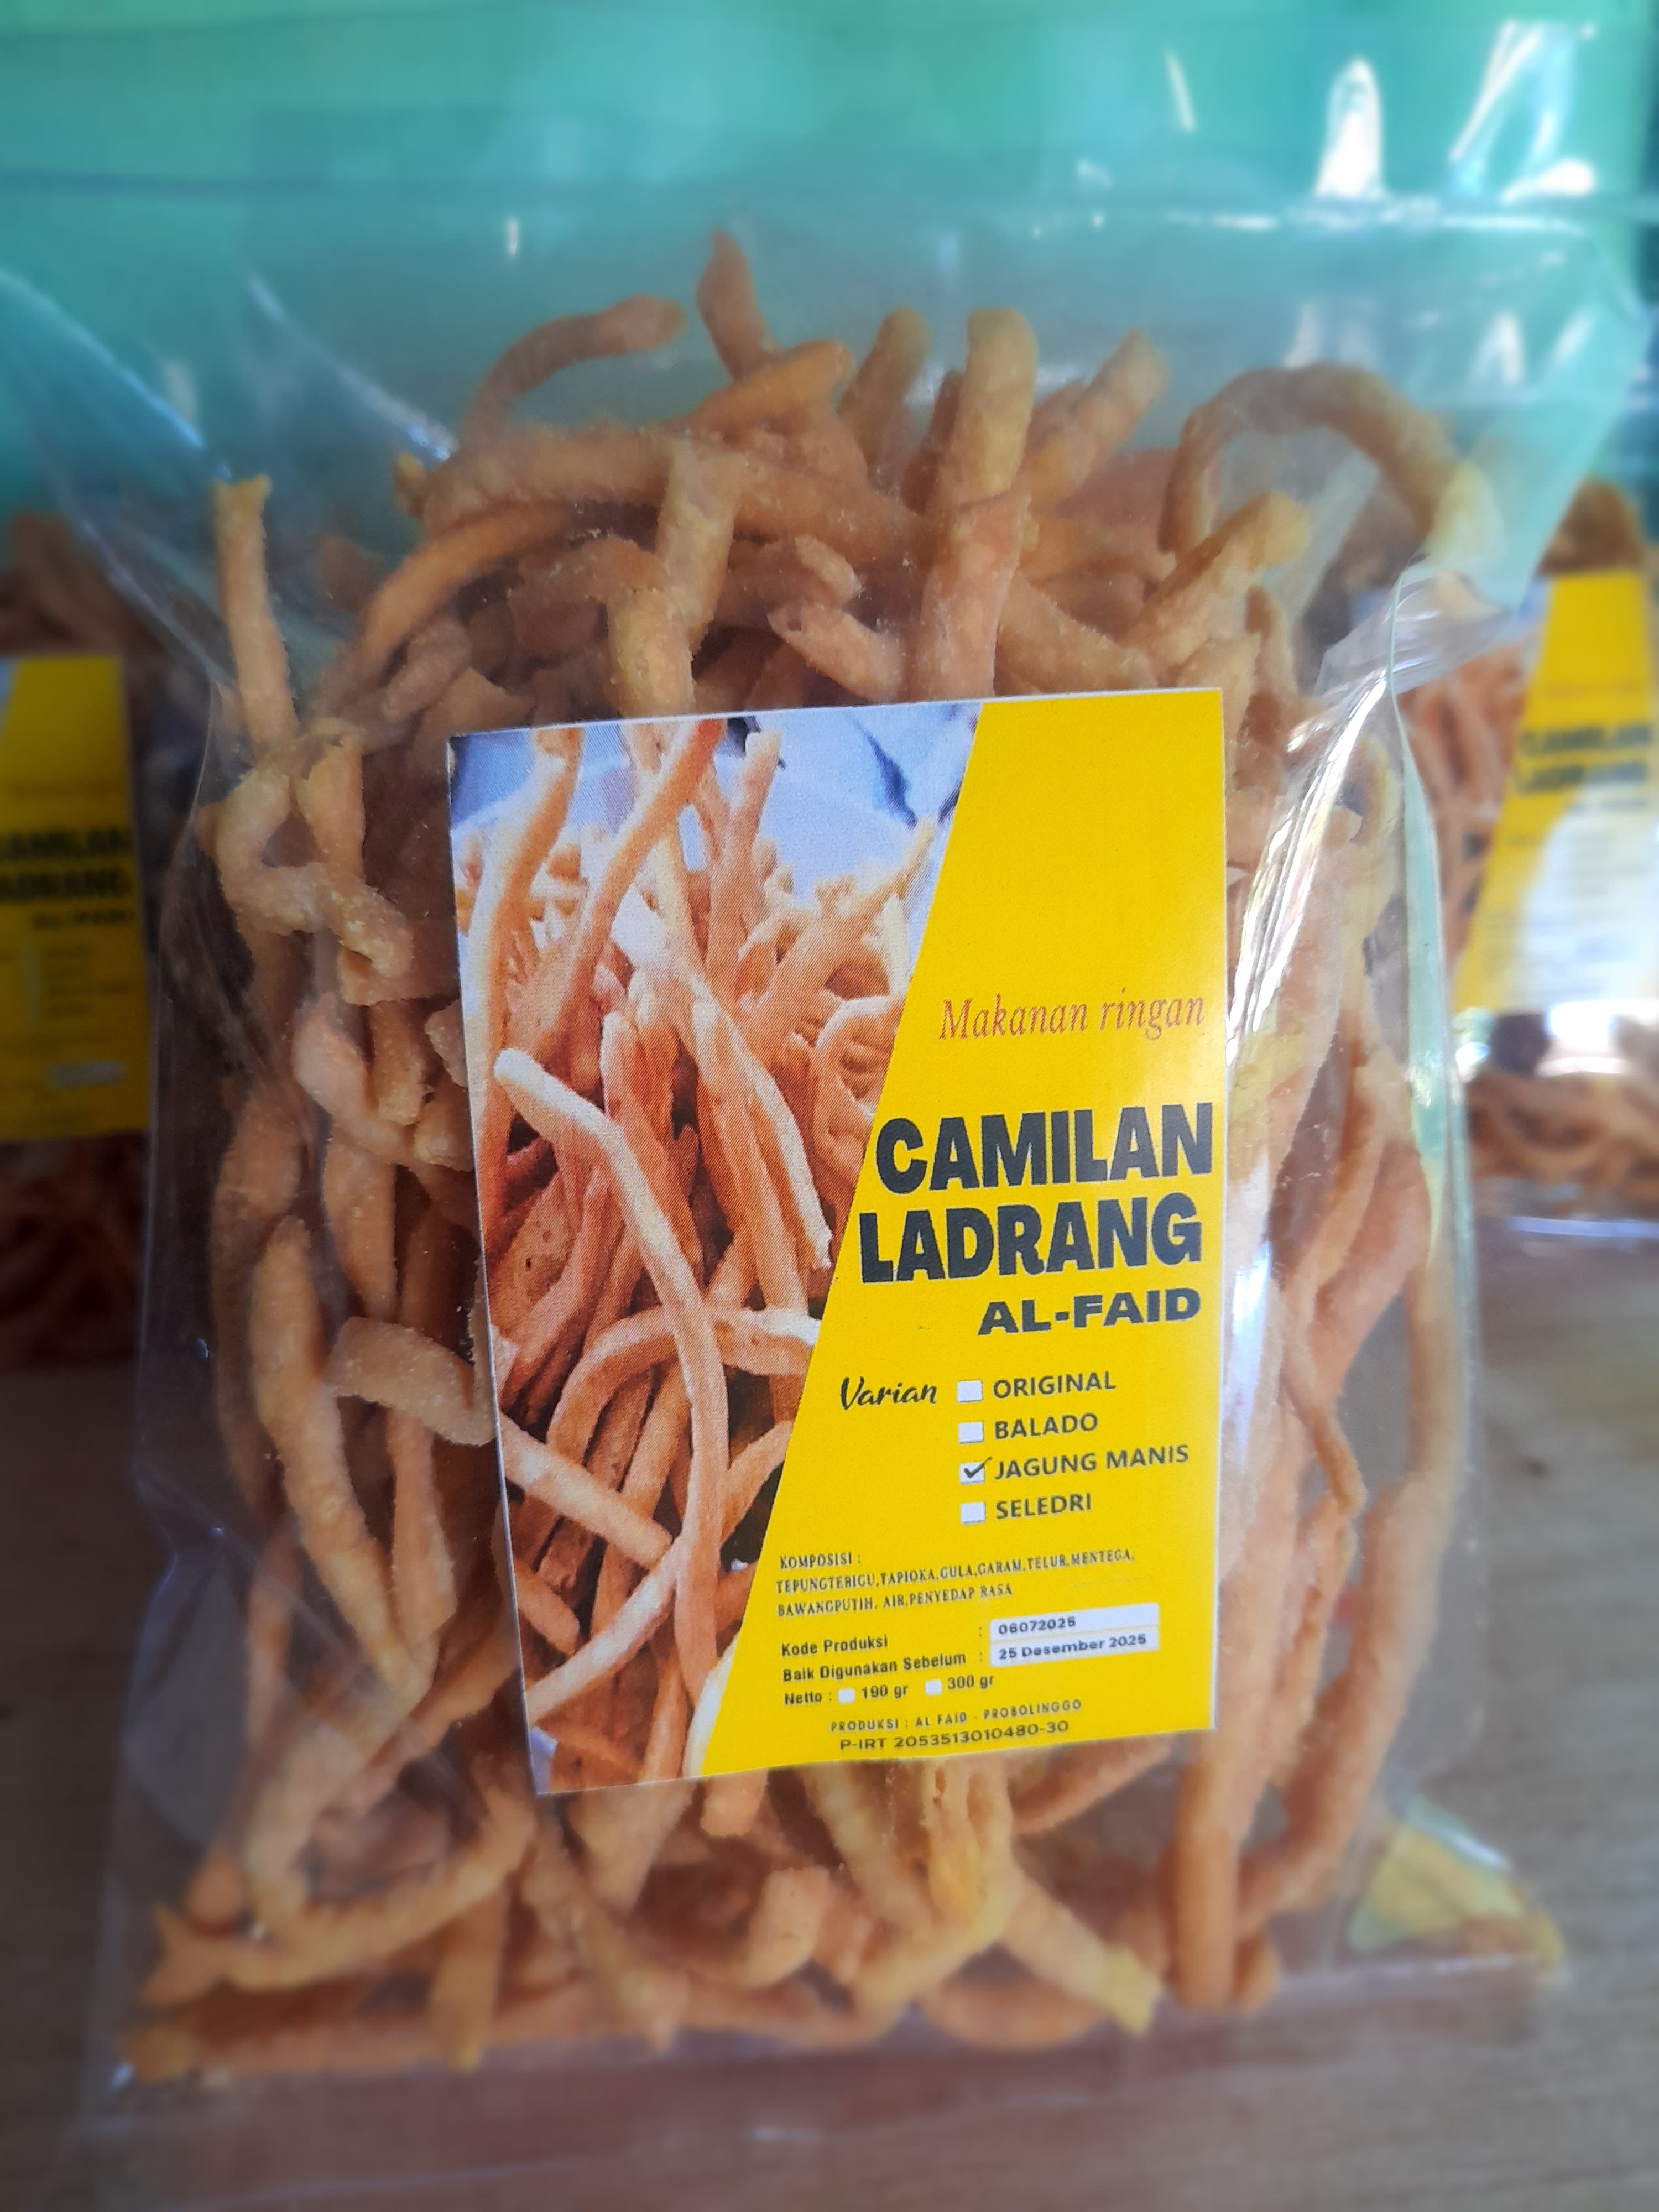 Makanan ringan
CAMILAN
LADRANG
AL-FAID
Varian
ORIGINAL
BALADO
JAGUNG MANIS
SELEDRI
KOMPOSISI :
TEPUNGTERIGU,TAPIOKA,GULA,GARAM,TELUR,MENTEGA,
BAWANGPUTIH, AIR,PENYEDAP RASA
Kode Produksi : 06072025
Baik Digunakan Sebelum : 25 Desember 2025
Netto : 190 gr 300 gr
PRODUKSI : AL FAID - PROBOLINGGO
P-IRT 2053513010480-30
CAMILAN
LADRANG
AL-FAID
CAMILAN
LADRANG